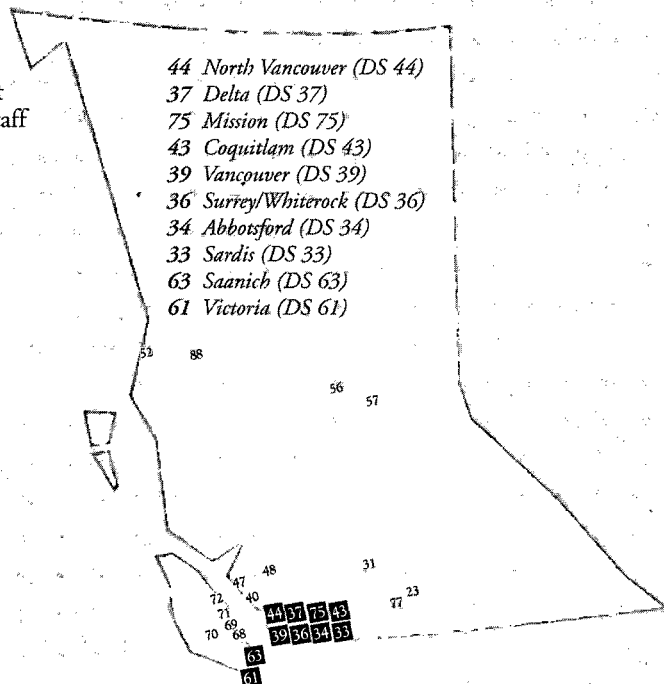 t
aff
44 North Vancouver (DS 44)
37 Delta (DS 37)
75 Mission (DS 75)
43 Coquitlam (DS 43)
39 Vancouver (DS 39)
36 Surrey/Whiterock (DS 36)
34 Abbotsford (DS 34)
33 Sardis (DS 33)
63 Saanich (DS 63)
61 Victoria (DS 61)
52 88
56
57
31
48
47
23
72 40
77
71 44 37 75 43
69
70 68 39 36 34 33
63
61